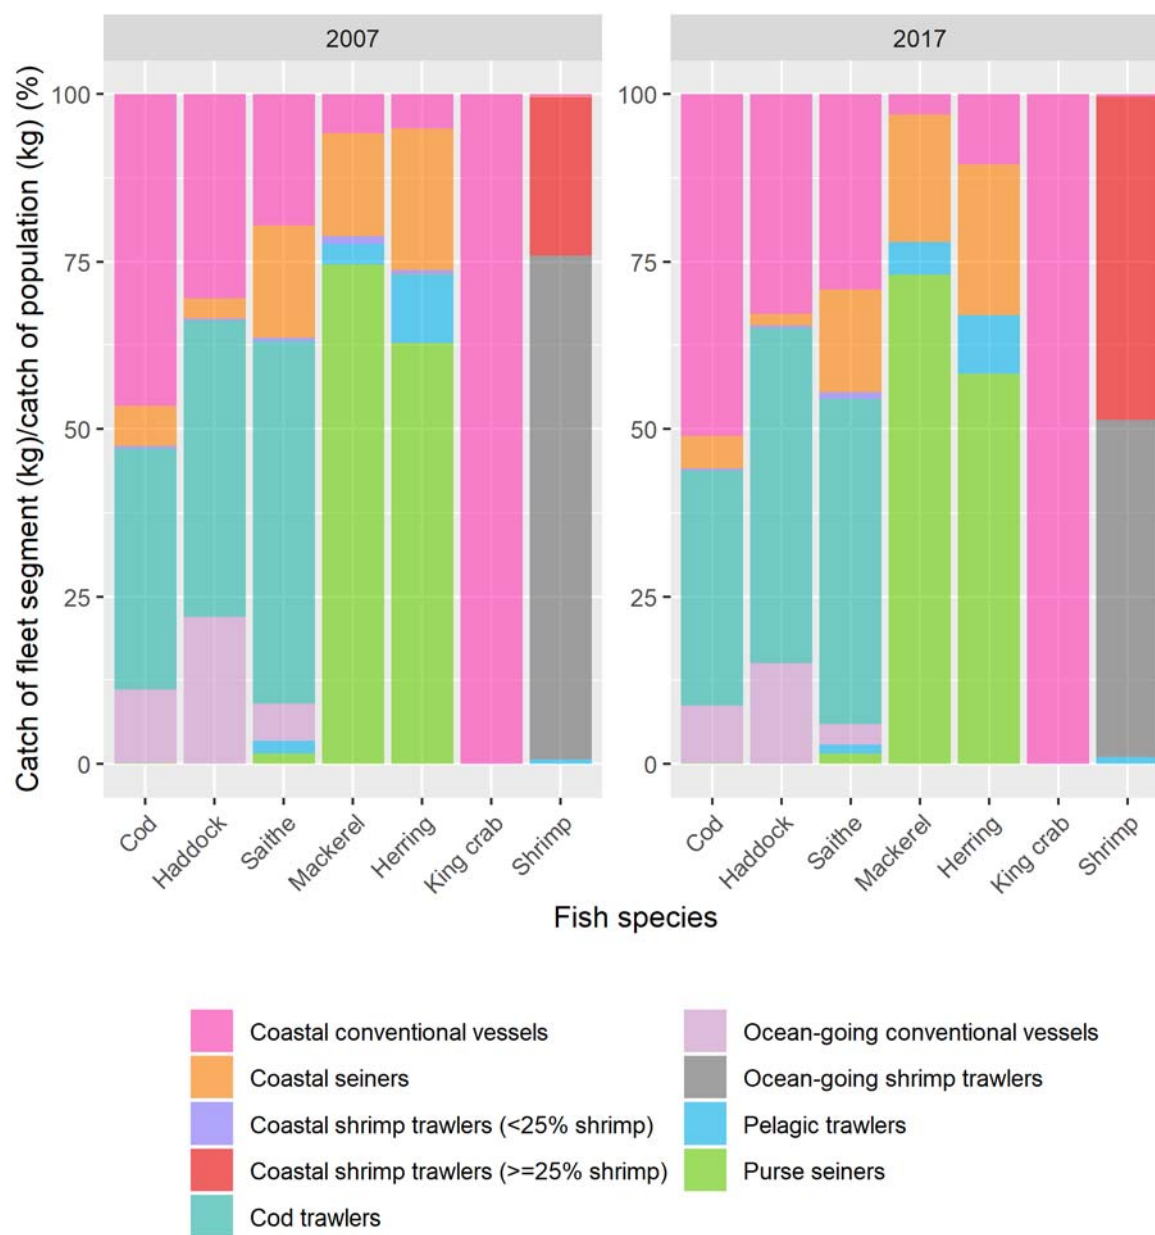 2007
2017
Catch of fleet segment (kg)/catch of population (kg) (%)
100
75
50
25
0
100
75
50
25
0
Cod
Haddock
Saithe
Mackerel
Herring
King crab
Shrimp
Cod
Haddock
Saithe
Mackerel
Herring
King crab
Shrimp
Fish species
Coastal conventional vessels
Coastal seiners
Coastal shrimp trawlers (<25% shrimp)
Coastal shrimp trawlers (>=25% shrimp)
Cod trawlers
Ocean-going conventional vessels
Ocean-going shrimp trawlers
Pelagic trawlers
Purse seiners